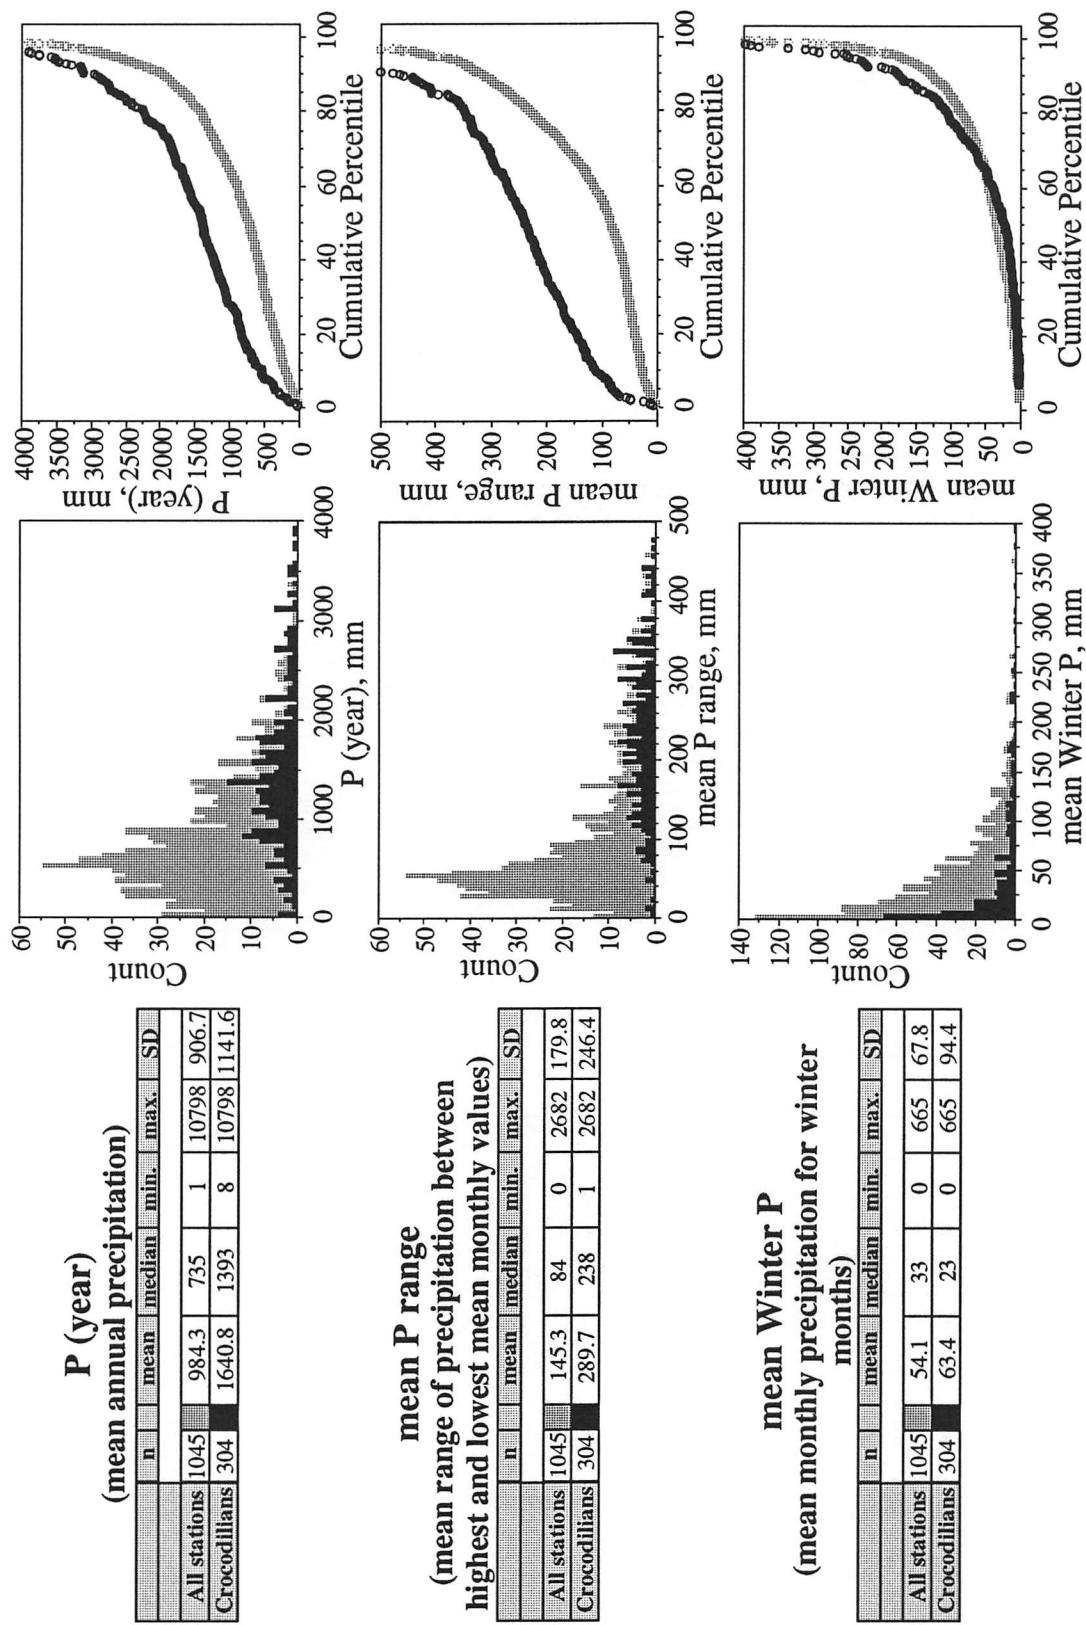 P (year)
(mean annual precipitation)
n mean median min. max. SD
All stations 1045 984.3 735 1 10798 906.7
Crocodilians 304 1640.8 1393 8 10798 1141.6
60
50
40
30
20
10
0
Count
0 1000 2000 3000 4000
P (year), mm
4000
3500
3000
2500
2000
1500
1000
500
0
P (year), mm
0 20 40 60 80 100
Cumulative Percentile
mean P range
(mean range of precipitation between
highest and lowest mean monthly values)
n mean median min. max. SD
All stations 1045 145.3 84 0 2682 179.8
Crocodilians 304 289.7 238 1 2682 246.4
60
50
40
30
20
10
0
Count
0 100 200 300 400 500
mean P range, mm
500
400
300
200
100
0
mean P range, mm
0 20 40 60 80 100
Cumulative Percentile
mean Winter P
(mean monthly precipitation for winter
months)
n mean median min. max. SD
All stations 1045 54.1 33 0 665 67.8
Crocodilians 304 63.4 23 0 665 94.4
140
120
100
80
60
40
20
0
Count
0 50 100 150 200 250 300 350 400
mean Winter P, mm
400
350
300
250
200
150
100
50
0
mean Winter P, mm
0 20 40 60 80 100
Cumulative Percentile